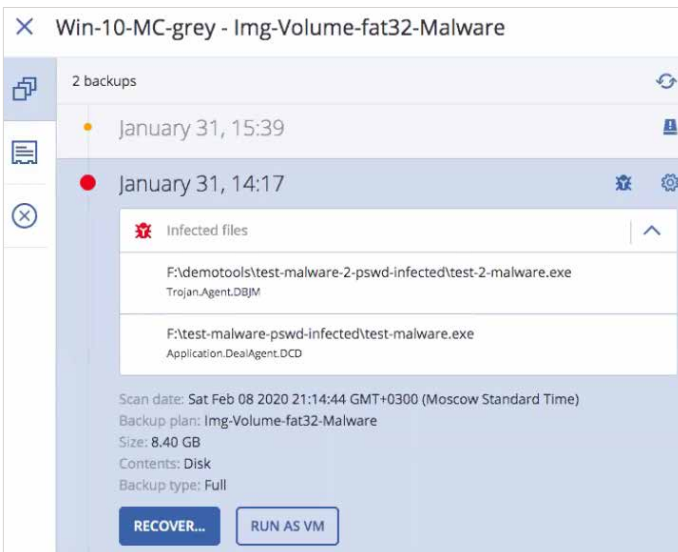 Win-10-MC-grey - Img-Volume-fat32-Malware
2 backups
January 31, 15:39
January 31, 14:17
Infected files
F:\demotools\test-malware-2-pswd-infected\test-2-malware.exe
Trojan.Agent.DBJM
F:\test-malware-pswd-infected\test-malware.exe
Application.DealAgent.DCD
Scan date: Sat Feb 08 2020 21:14:44 GMT+0300 (Moscow Standard Time)
Backup plan: Img-Volume-fat32-Malware
Size: 8.40 GB
Contents: Disk
Backup type: Full
RECOVER... RUN AS VM